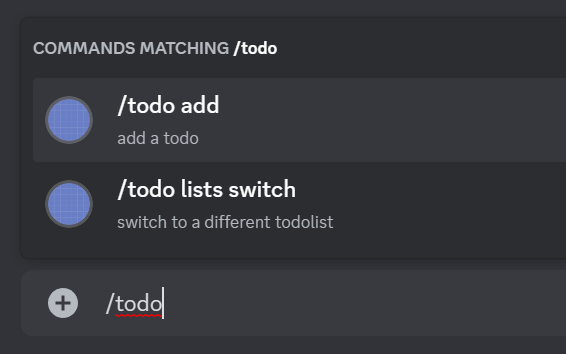 COMMANDS MATCHING /todo
/todo add
add a todo
/todo lists switch
switch to a different todolist
/todo